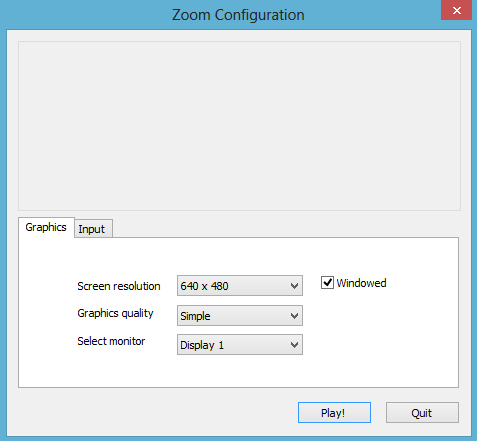 Zoom Configuration
Graphics
Input
Screen resolution
640 x 480
Windowed
Graphics quality
Simple
Select monitor
Display 1
Play!
Quit